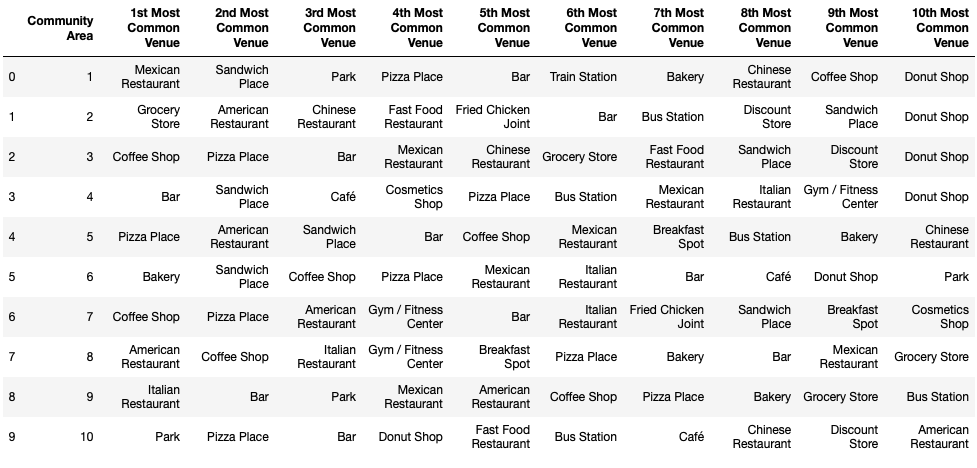 Community Area 1st Most Common Venue 2nd Most Common Venue 3rd Most Common Venue 4th Most Common Venue 5th Most Common Venue 6th Most Common Venue 7th Most Common Venue 8th Most Common Venue 9th Most Common Venue 10th Most Common Venue
0 1 Mexican Restaurant Sandwich Place Park Pizza Place Bar Train Station Bakery Chinese Restaurant Coffee Shop Donut Shop
1 2 Grocery Store American Restaurant Chinese Restaurant Fast Food Restaurant Fried Chicken Joint Bar Bus Station Discount Store Sandwich Place Donut Shop
2 3 Coffee Shop Pizza Place Bar Mexican Restaurant Chinese Restaurant Grocery Store Fast Food Restaurant Sandwich Place Discount Store Donut Shop
3 4 Bar Sandwich Place Café Cosmetics Shop Pizza Place Bus Station Mexican Restaurant Italian Restaurant Gym / Fitness Center Donut Shop
4 5 Pizza Place American Restaurant Sandwich Place Bar Coffee Shop Mexican Restaurant Breakfast Spot Bus Station Bakery Chinese Restaurant
5 6 Bakery Sandwich Place Coffee Shop Pizza Place Mexican Restaurant Italian Restaurant Bar Café Donut Shop Park
6 7 Coffee Shop Pizza Place American Restaurant Gym / Fitness Center Bar Italian Restaurant Fried Chicken Joint Sandwich Place Breakfast Spot Cosmetics Shop
7 8 American Restaurant Coffee Shop Italian Restaurant Gym / Fitness Center Breakfast Spot Pizza Place Bakery Bar Mexican Restaurant Grocery Store
8 9 Italian Restaurant Bar Park Mexican Restaurant American Restaurant Coffee Shop Pizza Place Bakery Grocery Store Bus Station
9 10 Park Pizza Place Bar Donut Shop Fast Food Restaurant Bus Station Café Chinese Restaurant Discount Store American Restaurant